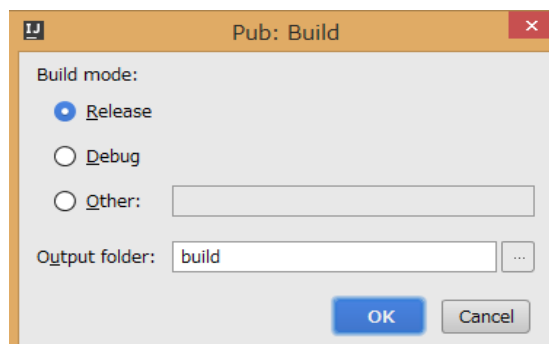 IJ Pub: Build
Build mode:
Release
Debug
Other:
Output folder: build ...
OK Cancel